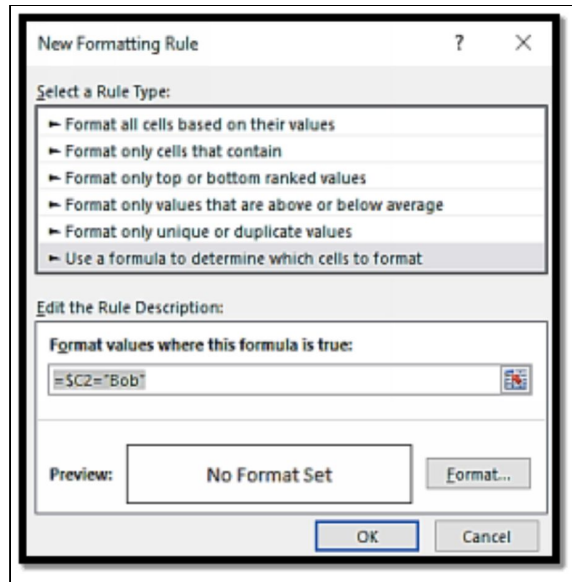 New Formatting Rule ? ×
Select a Rule Type:
► Format all cells based on their values
► Format only cells that contain
► Format only top or bottom ranked values
► Format only values that are above or below average
► Format only unique or duplicate values
► Use a formula to determine which cells to format
Edit the Rule Description:
Format values where this formula is true:
=$C2="Bob"
Preview: No Format Set Format...
OK Cancel